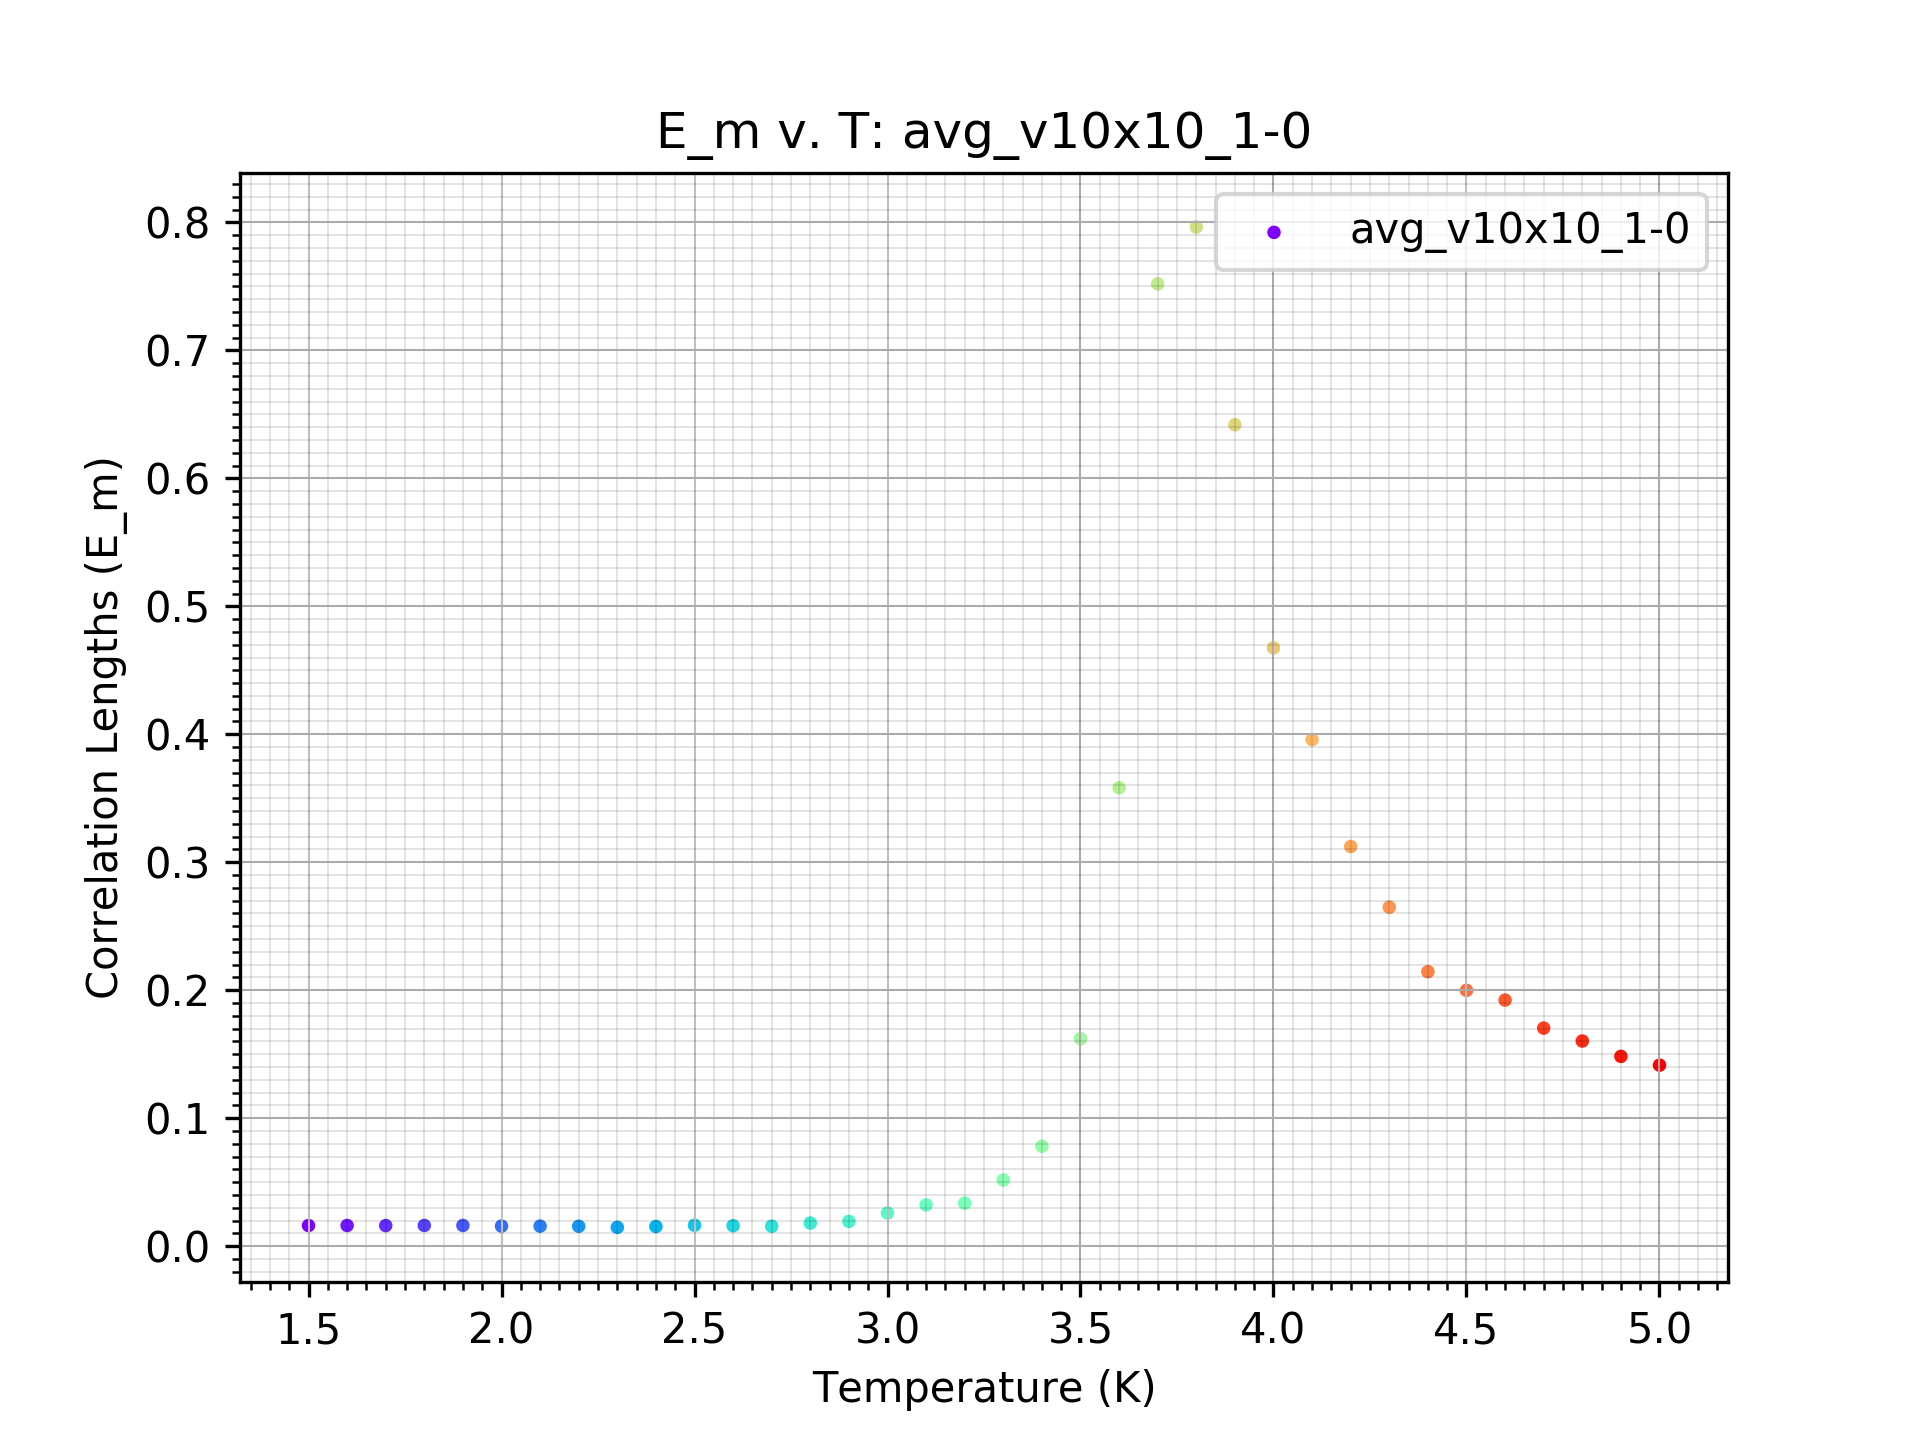 E_m v. T: avg_v10x10_1-0
avg_v10x10_1-0
0.8
0.7
0.6
0.5
0.4
0.3
0.2
0.1
0.0
Correlation Lengths (E_m)
1.5 2.0 2.5 3.0 3.5 4.0 4.5 5.0
Temperature (K)